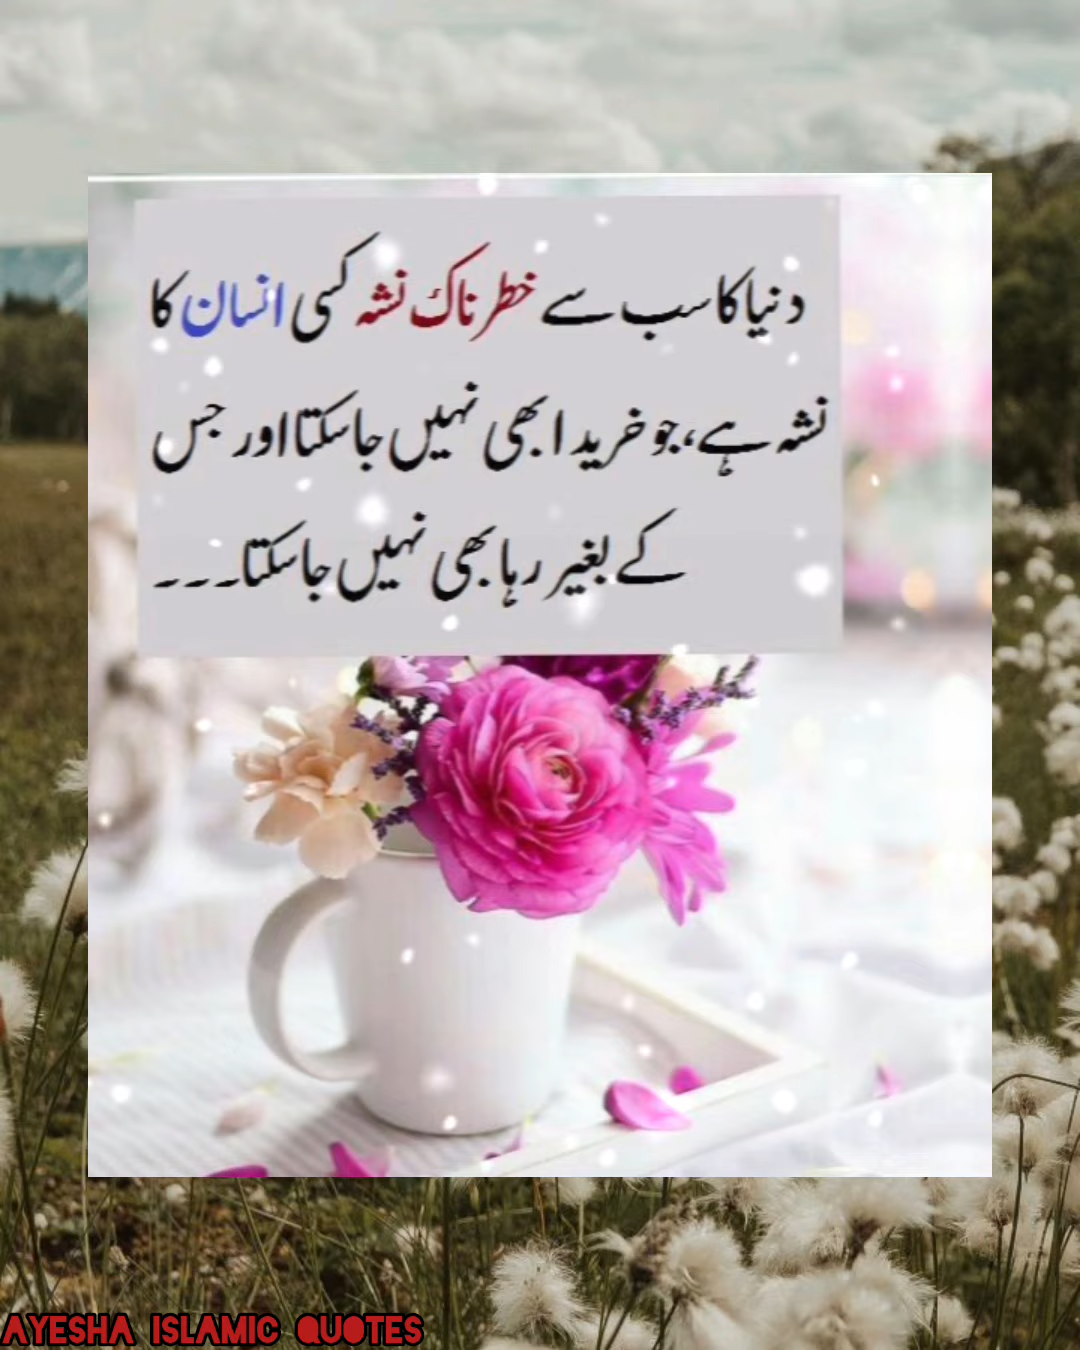 دنیا کا سب سے خطرناک نشہ کسی انسان کا
نشہ ہے، جو خریدا بھی نہیں جا سکتا اور جس
کے بغیر رہا بھی نہیں جا سکتا۔۔۔
AYESHA ISLAMIC QUOTES